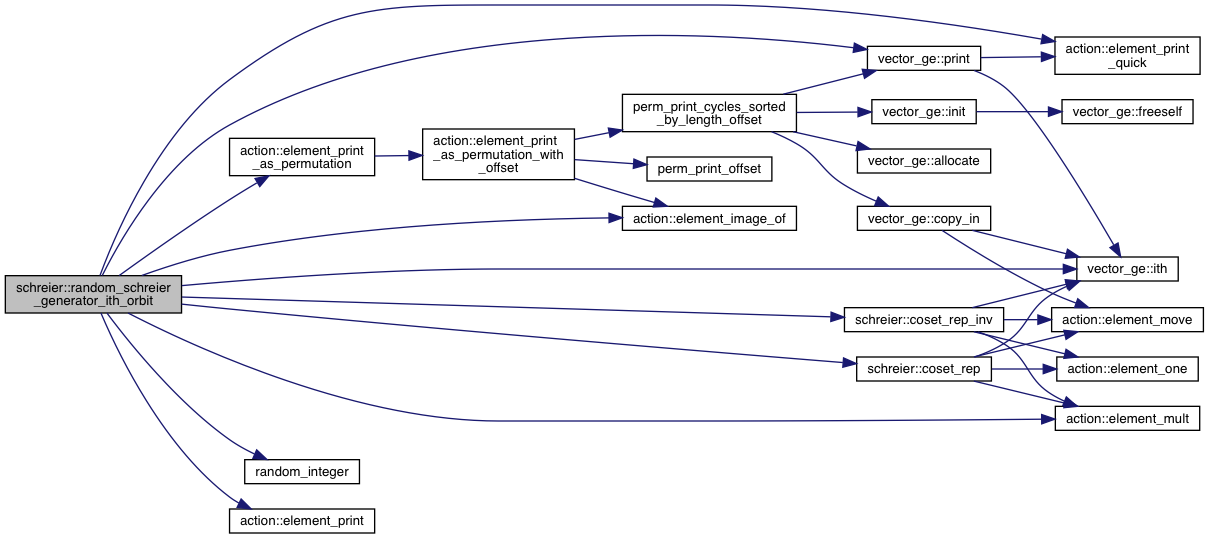 schreier::random_schreier
_generator_ith_orbit
action::element_print
_as_permutation
action::element_print
_as_permutation_with
_offset
perm_print_cycles_sorted
_by_length_offset
perm_print_offset
action::element_image_of
vector_ge::print
vector_ge::init
vector_ge::allocate
vector_ge::copy_in
action::element_print
_quick
vector_ge::freeself
vector_ge::ith
schreier::coset_rep_inv
action::element_move
schreier::coset_rep
action::element_one
action::element_mult
random_integer
action::element_print